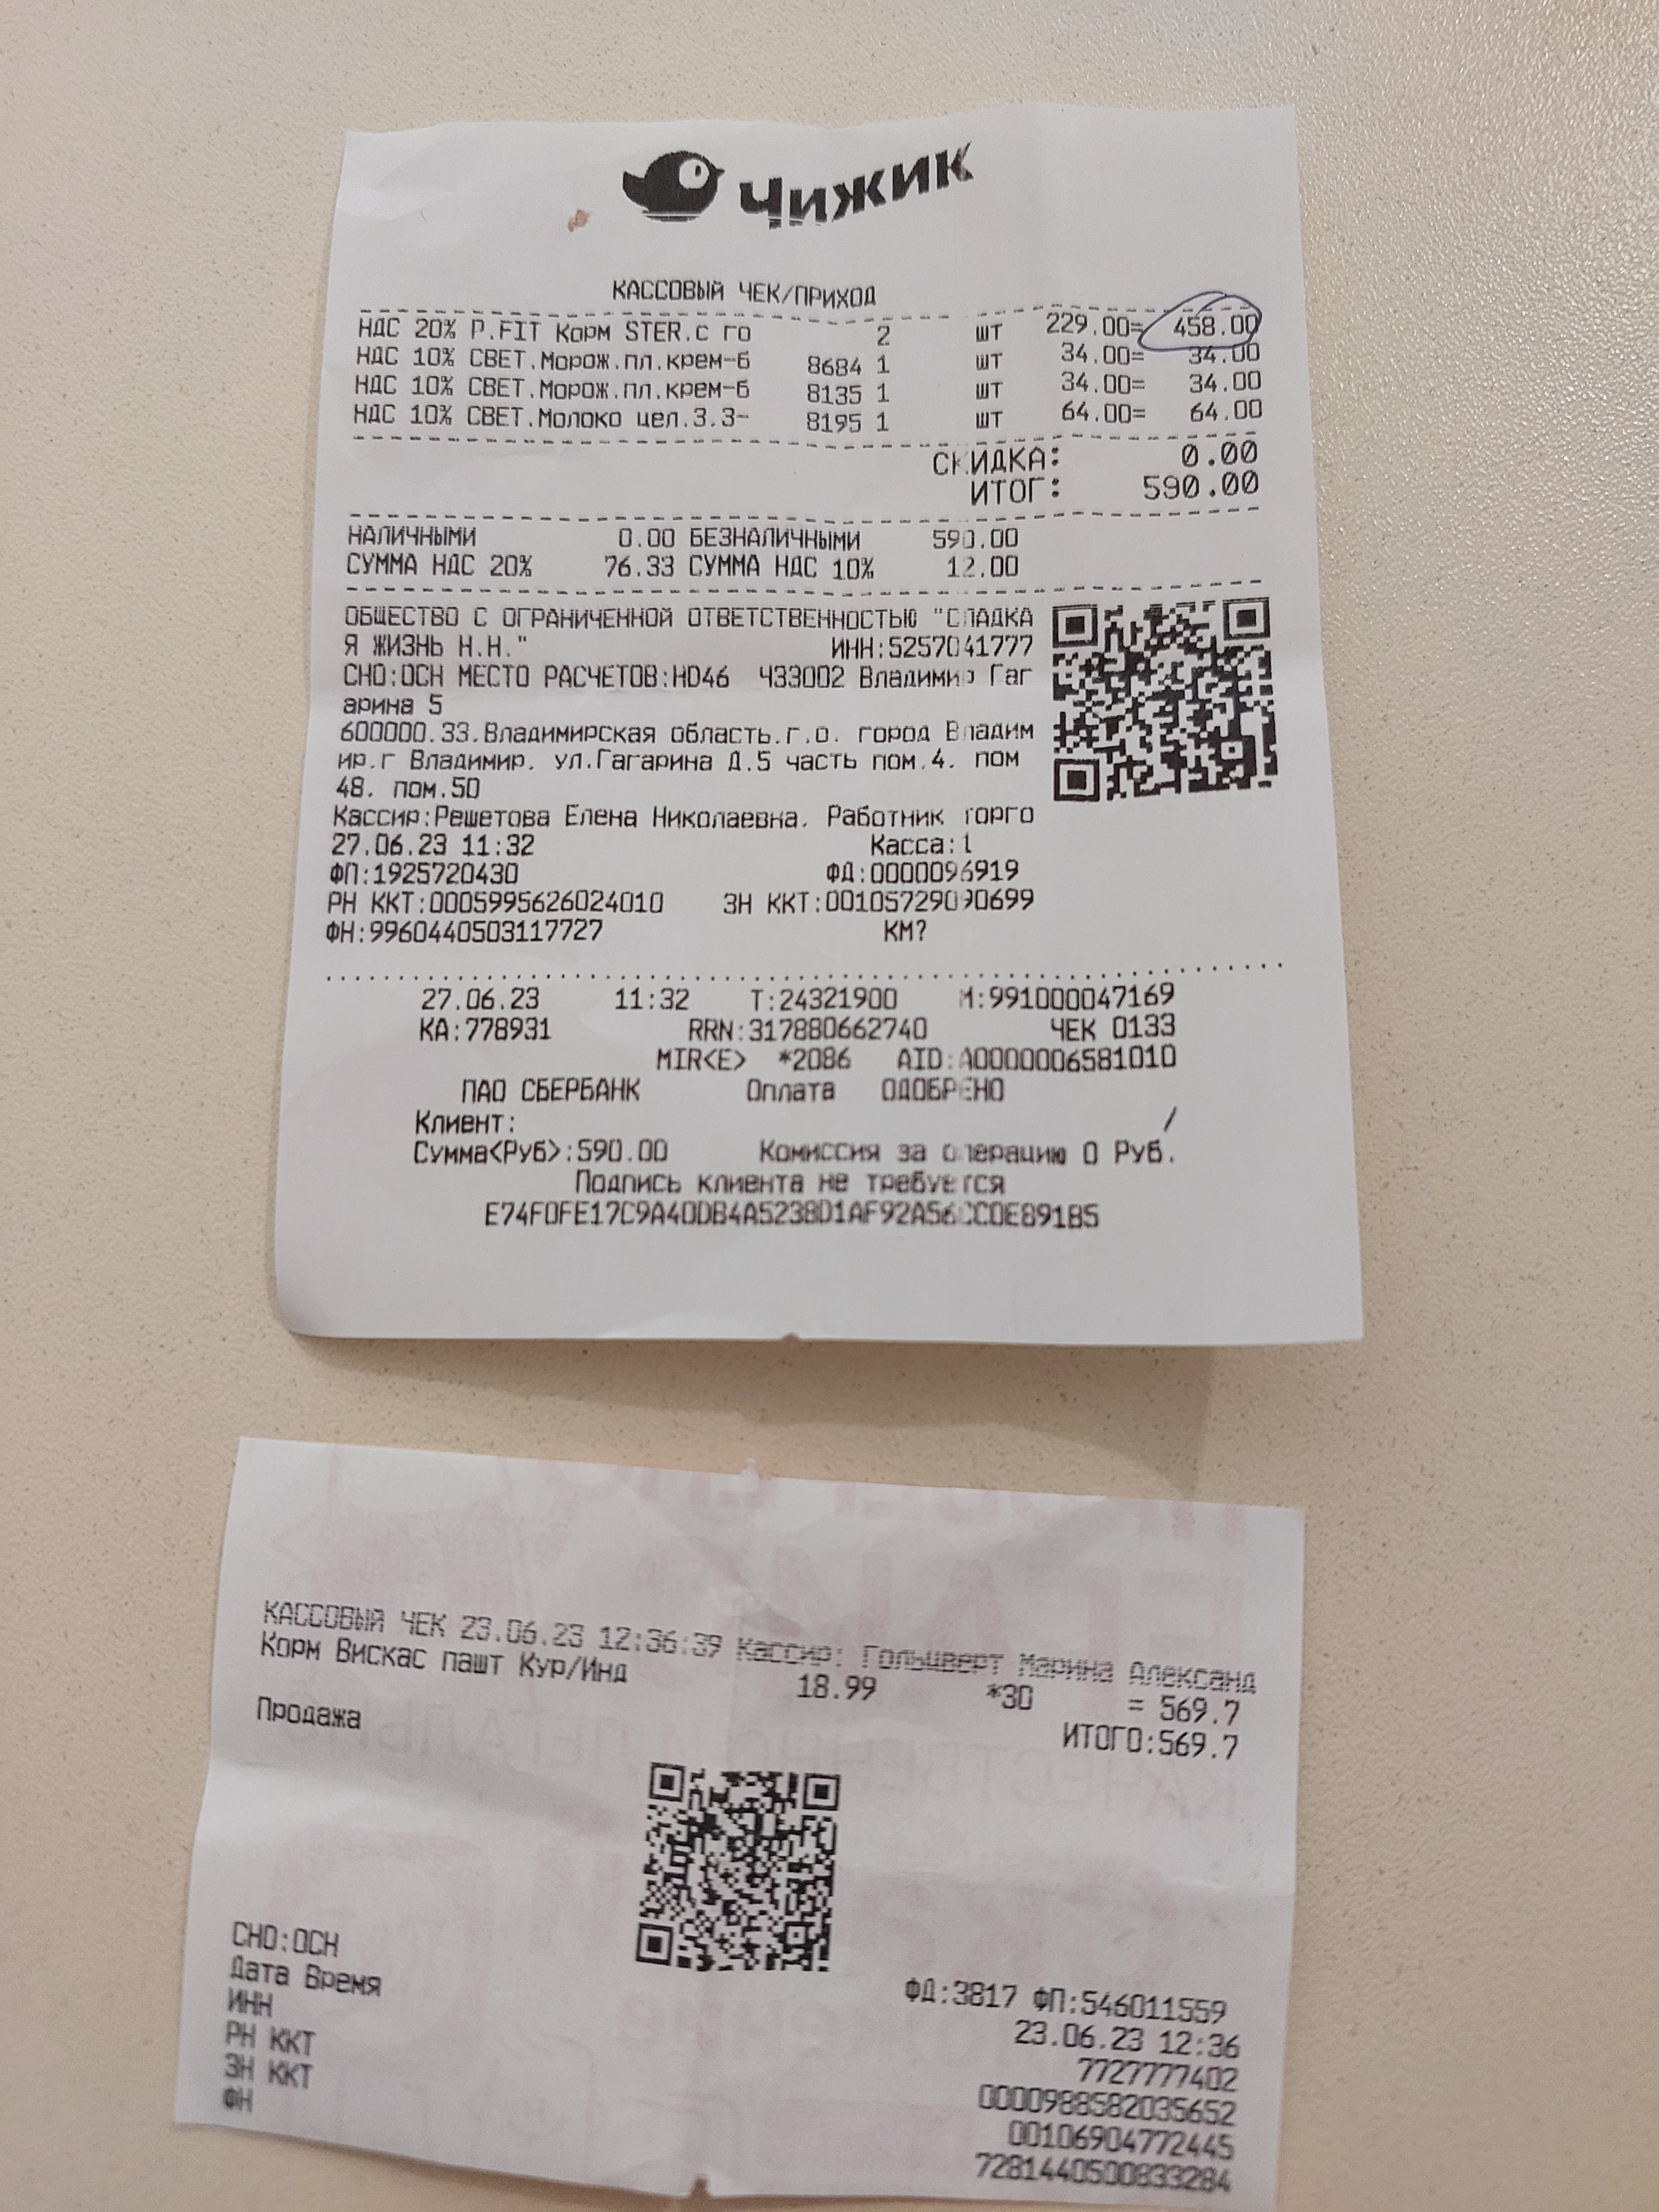 Чижик
КАССОВЫЙ ЧЕК/ПРИХОД
НДС 20% P.FIT Корм STER.с го 2 шт 229.00= 458.00
НДС 10% СВЕТ.Морож.пл.крем-б 8684 1 шт 34.00= 34.00
НДС 10% СВЕТ.Морож.пл.крем-б 8135 1 шт 34.00= 34.00
НДС 10% СВЕТ.Молоко цел.3.3- 8195 1 шт 64.00= 64.00
СКИДКА: 0.00
ИТОГ: 590.00
НАЛИЧНЫМИ 0.00 БЕЗНАЛИЧНЫМИ 590.00
СУММА НДС 20% 76.33 СУММА НДС 10% 12.00
ОБЩЕСТВО С ОГРАНИЧЕННОЙ ОТВЕТСТВЕННОСТЬЮ "СЛАДКА
Я ЖИЗНЬ Н.Н." ИНН:5257041777
СНО:ОСН МЕСТО РАСЧЕТОВ:HD46 Ч33002 Владимир Гаг
арина 5
600000.33.Владимирская область.г.о. город Владим
ир.г Владимир. ул.Гагарина Д.5 часть пом.4. пом
48. пом.50
Кассир:Решетова Елена Николаевна. Работник торго
27.06.23 11:32 Касса:1
ФП:1925720430 ФД:0000096919
РН ККТ:0005995626024010 ЗН ККТ:00105729090699
ФН:9960440503117727 КМ?
27.06.23 11:32 Т:24321900 М:991000047169
КА:778931 RRN:317880662740 ЧЕК 0133
MIR<E> *2086 AID:A0000006581010
ПАО СБЕРБАНК Оплата ОДОБРЕНО
Клиент: /
Сумма<Руб>:590.00 Комиссия за операцию 0 Руб.
Подпись клиента не требуется
E74F0FE17C9A40DB4A5238D1AF92A56CCC0E891B5
КАССОВЫЙ ЧЕК 23.06.23 12:36:39 Кассир: Гольцверт Марина Александ
Корм Вискас пашт Кур/Инд 18.99 *30 = 569.7
ИТОГО:569.7
Продажа
СНО:ОСН ФД:3817 ФП:546011559
Дата Время 23.06.23 12:36
ИНН 7727777402
РН ККТ 0000988582035652
ЗН ККТ 00106904772445
ФН 7281440500833284